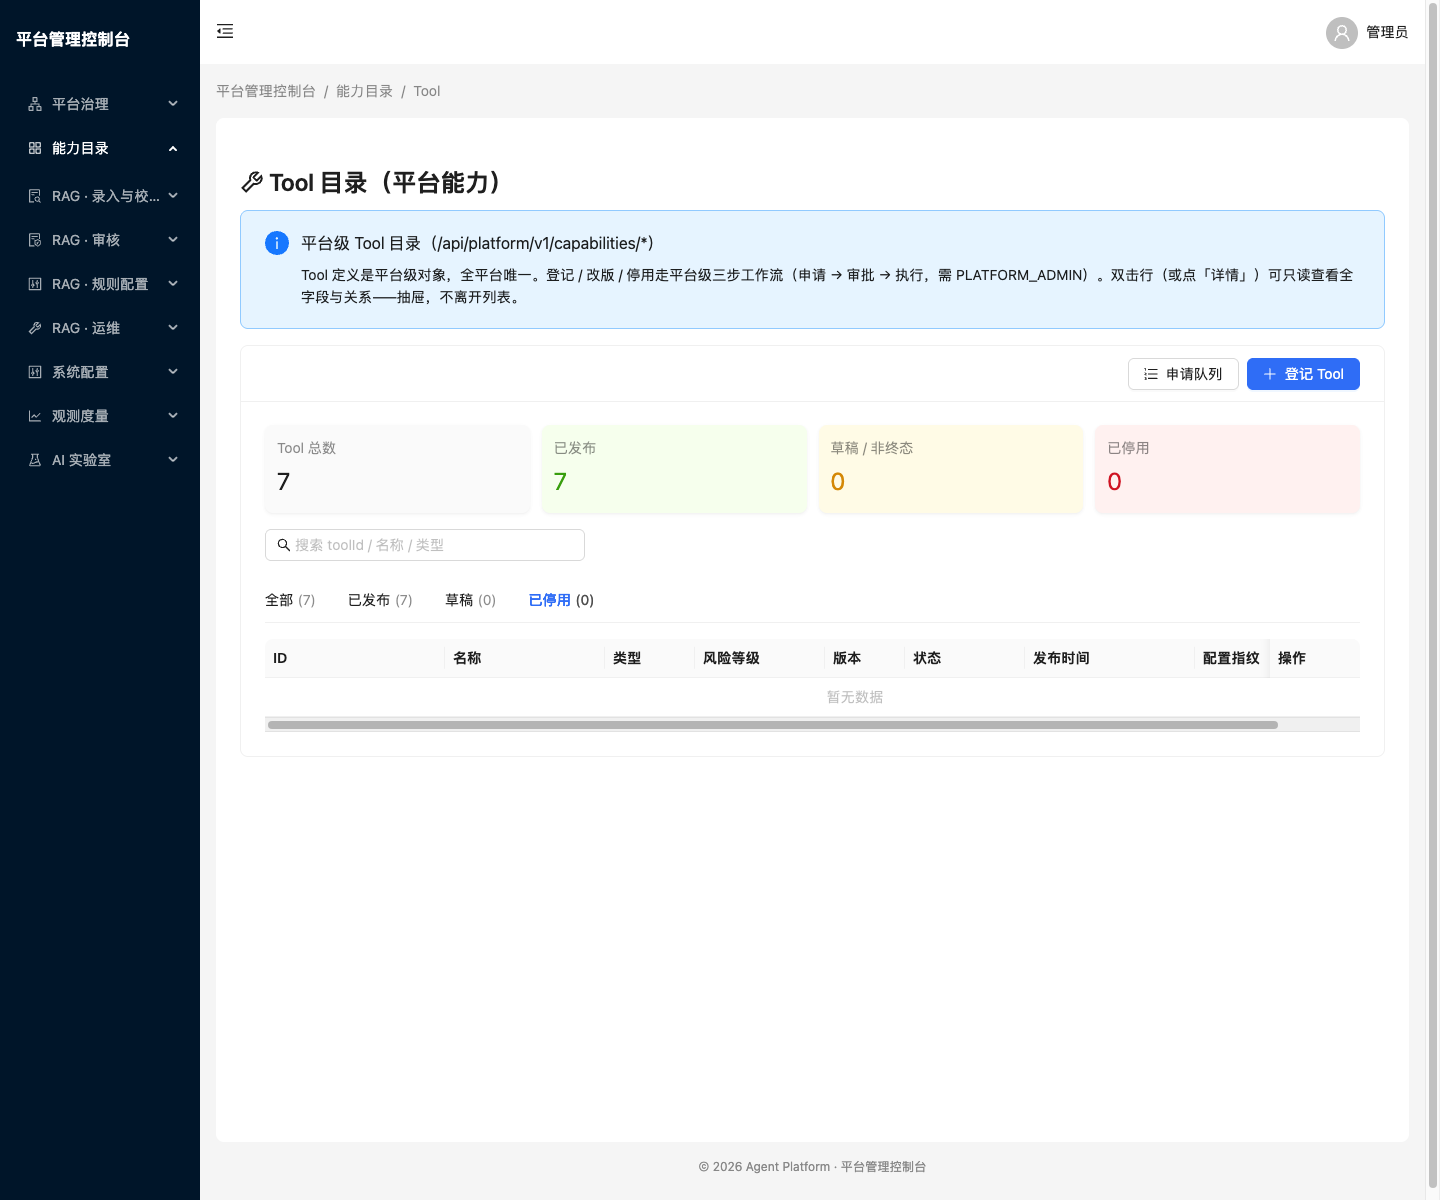 平台管理控制台
管理员
平台治理
能力目录
RAG · 录入与校...
RAG · 审核
RAG · 规则配置
RAG · 运维
系统配置
观测度量
AI 实验室
平台管理控制台 / 能力目录 / Tool
Tool 目录（平台能力）
平台级 Tool 目录（/api/platform/v1/capabilities/*）
Tool 定义是平台级对象，全平台唯一。登记 / 改版 / 停用走平台级三步工作流（申请 → 审批 → 执行，需 PLATFORM_ADMIN）。双击行（或点「详情」）可只读查看全
字段与关系——抽屉，不离开列表。
申请队列
登记 Tool
Tool 总数
7
已发布
7
草稿 / 非终态
0
已停用
0
搜索 toolId / 名称 / 类型
全部 (7) 已发布 (7) 草稿 (0) 已停用 (0)
ID 名称 类型 风险等级 版本 状态 发布时间 配置指纹 操作
暂无数据
© 2026 Agent Platform · 平台管理控制台